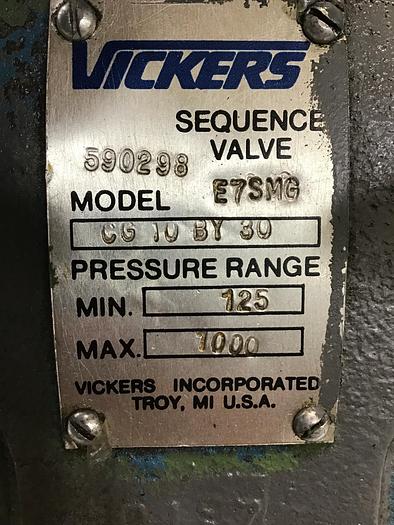 VICKERS
SEQUENCE
590298 VALVE
MODEL E7SMG
CG 10 BY 30
PRESSURE RANGE
MIN. 125
MAX. 1000
VICKERS INCORPORATED
TROY, MI U.S.A.